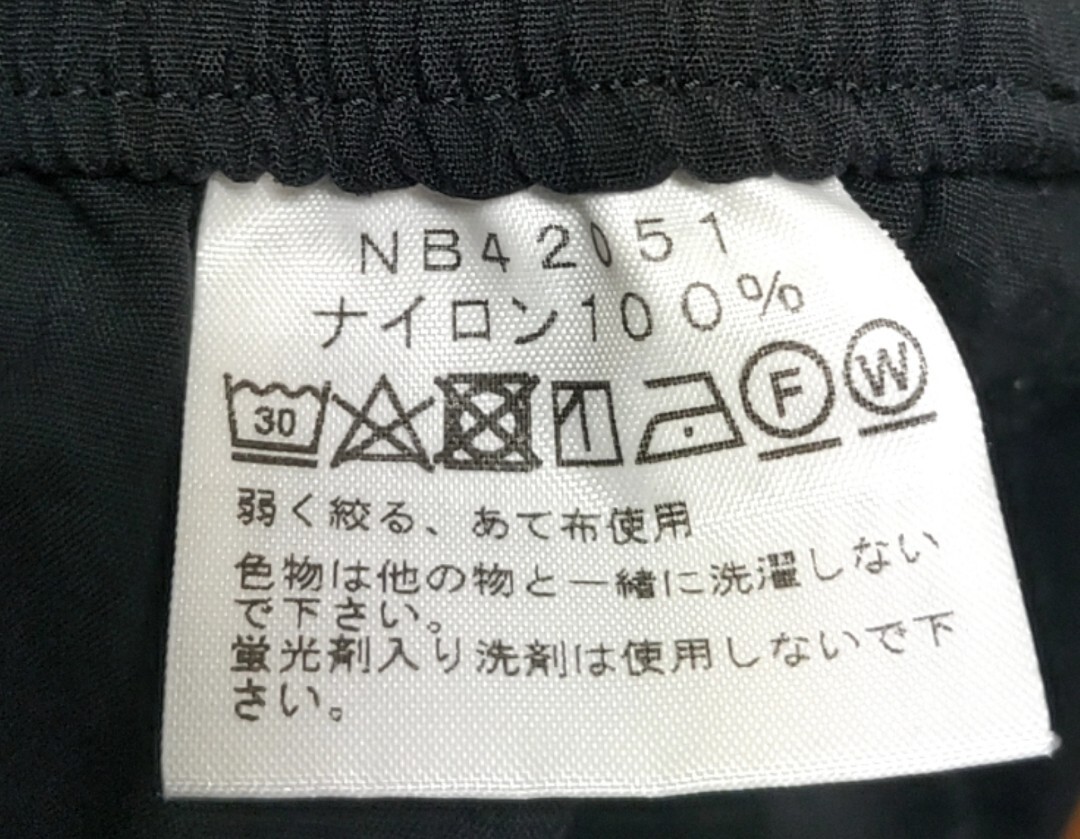 NB42051
ナイロン100%
30 F W
弱く絞る、あて布使用
色物は他の物と一緒に洗濯しない
で下さい。
蛍光剤入り洗剤は使用しないで下
さい。